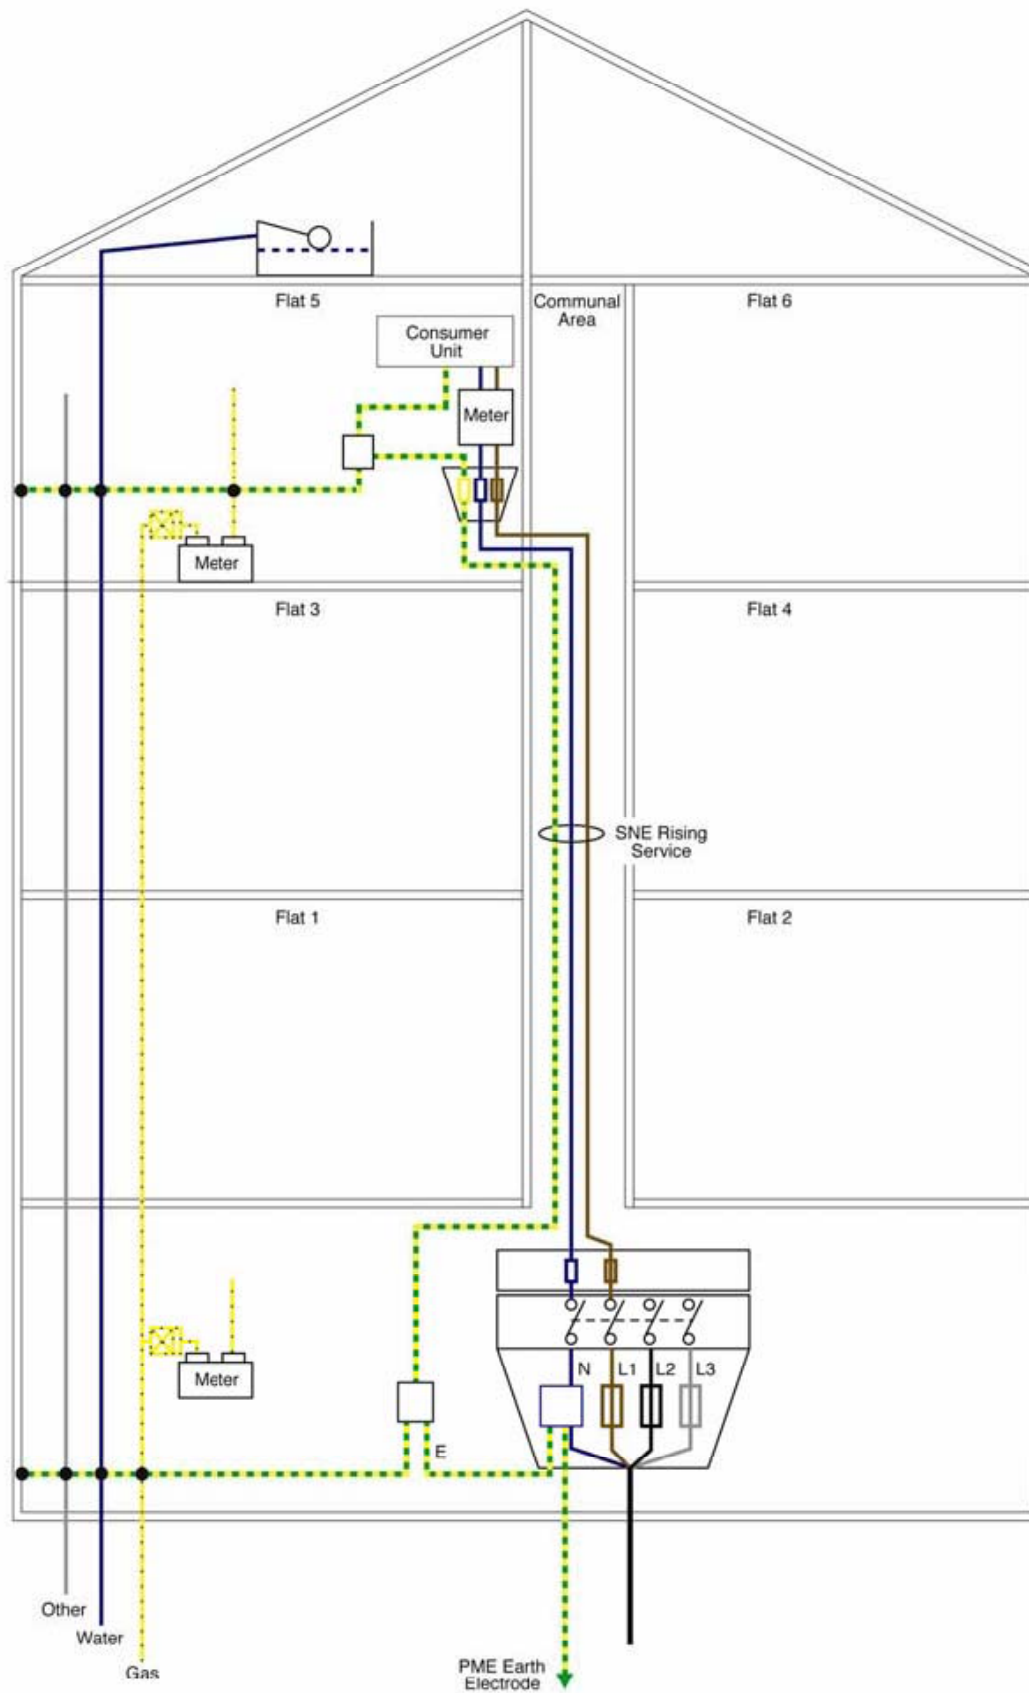 Flat 5
Communal
Area
Flat 6
Consumer
Unit
Meter
Meter
Flat 3
Flat 4
SNE Rising
Service
Flat 1
Flat 2
Meter
N
L1
L2
L3
E
Other
Water
Gas
PME Earth
Electrode